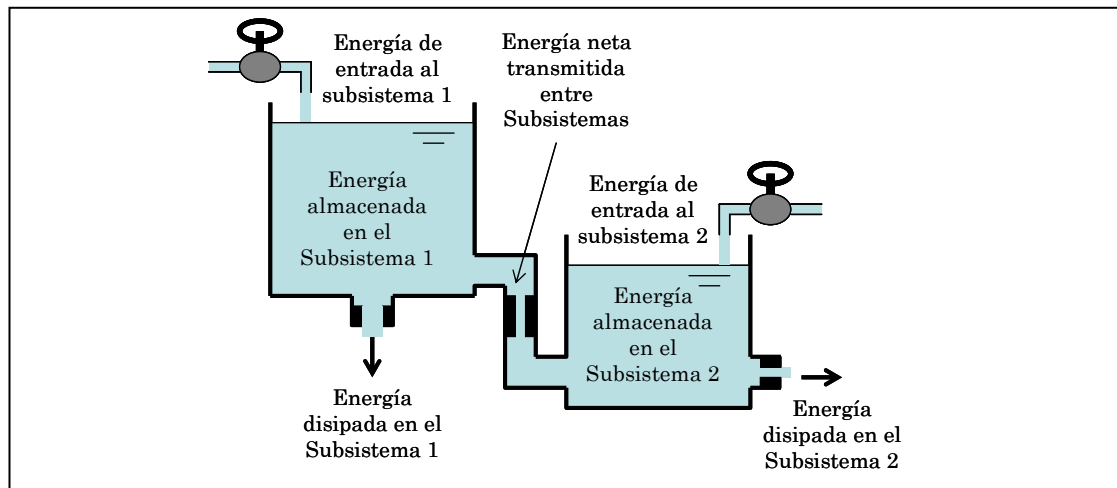 Energía de
entrada al
subsistema 1
Energía neta
transmitida
entre
Subsistemas
Energía
almacenada
en el
Subsistema 1
Energía de
entrada al
subsistema 2
Energía
almacenada
en el
Subsistema 2
Energía
disipada en el
Subsistema 1
Energía
disipada en el
Subsistema 2